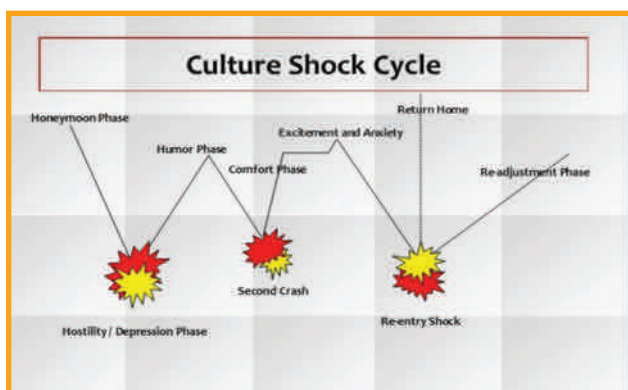 Culture Shock Cycle
Honeymoon Phase
Humor Phase
Comfort Phase
Excitement and Anxiety
Return Home
Re-adjustment Phase
Second Crash
Hostility / Depression Phase
Re-entry Shock